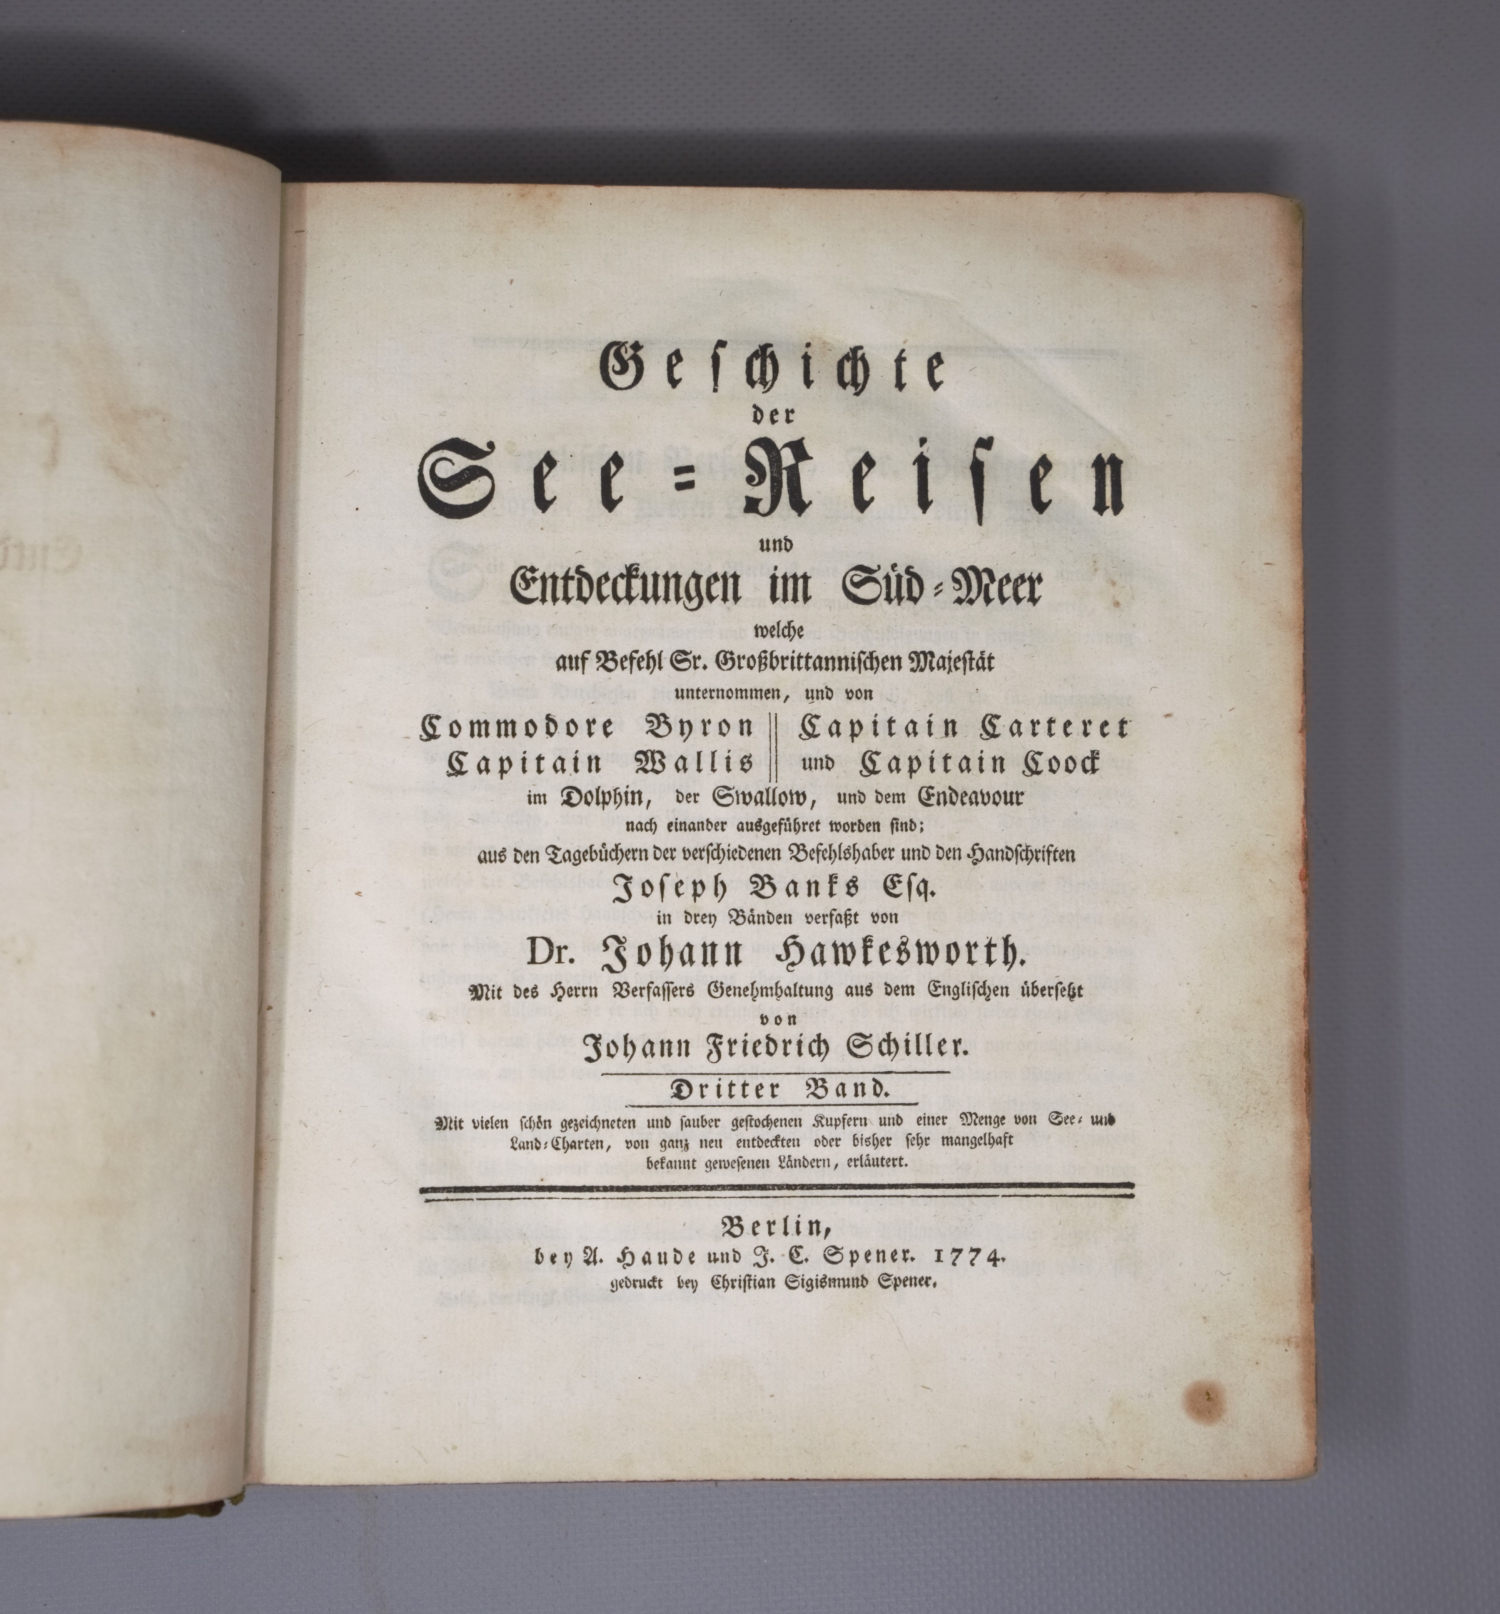 Geschichte
der
See=Reisen
und
Entdeckungen im Süd=Meer
welche
auf Befehl Sr. Großbrittannischen Majestät
unternommen, und von
Commodore Byron || Capitain Carteret
Capitain Wallis || und Capitain Coock
im Dolphin, der Swallow, und dem Endeavour
nach einander ausgeführet worden sind;
aus den Tagebüchern der verschiedenen Befehlshaber und den Handschriften
Joseph Banks Esq.
in drey Bänden verfaßt von
Dr. Johann Hawkesworth.
Mit des Herrn Verfassers Genehmhaltung aus dem Englischen übersetzt
von
Johann Friedrich Schiller.
Dritter Band.
Mit vielen schön gezeichneten und sauber gestochenen Kupfern und einer Menge von See= und
Land=Charten, von ganz neu entdeckten oder bisher sehr mangelhaft
bekannt gewesenen Ländern, erläutert.
Berlin,
bey A. Haude und J. C. Spener. 1774.
gedruckt bey Christian Sigismund Spener.